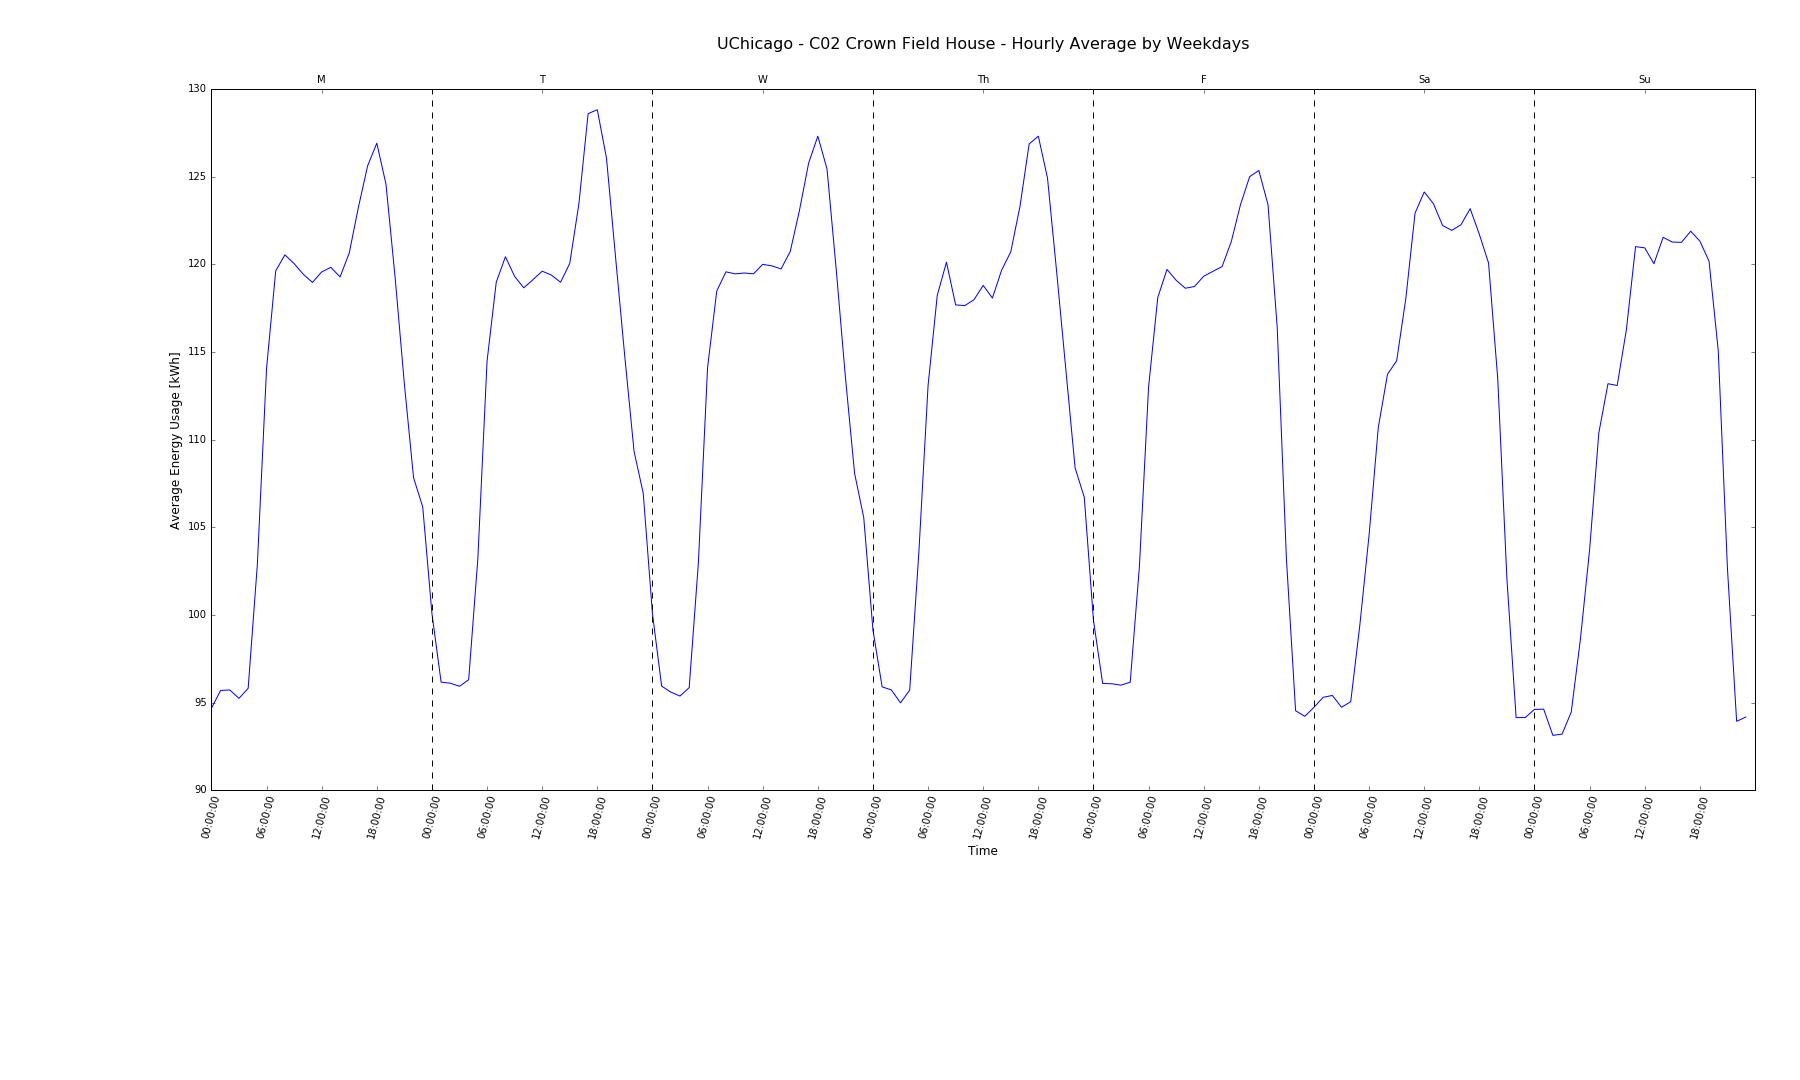 UChicago - C02 Crown Field House - Hourly Average by Weekdays
M T W Th F Sa Su
130
125
120
115
110
105
100
95
90
Average Energy Usage [kWh]
00:00:00 06:00:00 12:00:00 18:00:00 00:00:00 06:00:00 12:00:00 18:00:00 00:00:00 06:00:00 12:00:00 18:00:00 00:00:00 06:00:00 12:00:00 18:00:00 00:00:00 06:00:00 12:00:00 18:00:00 00:00:00 06:00:00 12:00:00 18:00:00 00:00:00 06:00:00 12:00:00 18:00:00
Time